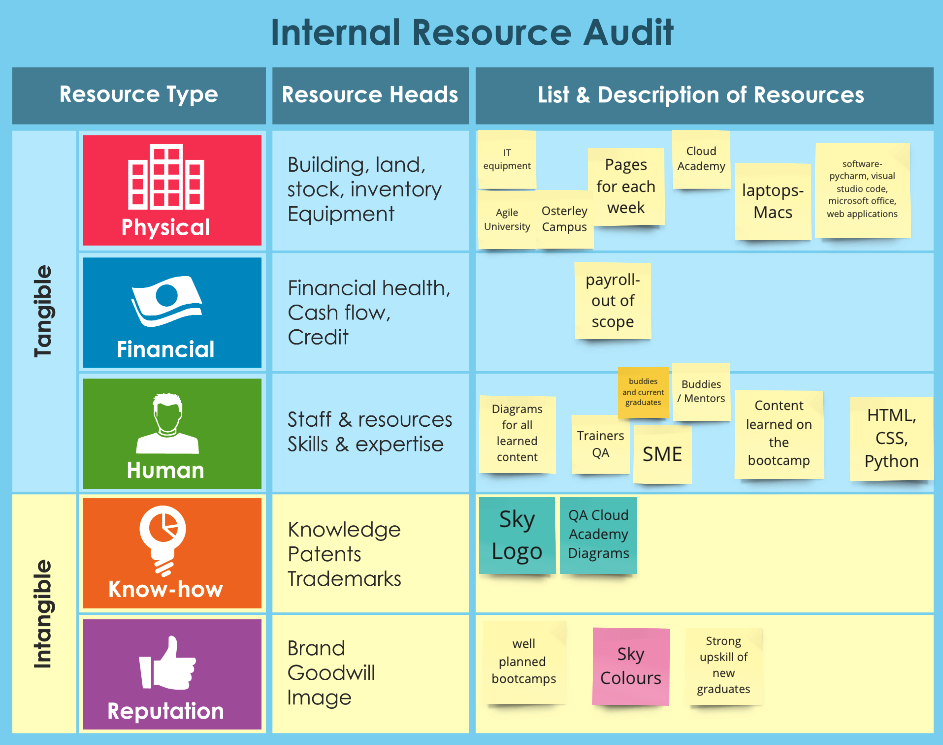 Internal Resource Audit
Resource Type
Resource Heads
List & Description of Resources
Tangible
Physical
Building, land,
stock, inventory
Equipment
IT
equipment
Agile
University
Osterley
Campus
Pages
for each
week
Cloud
Academy
laptops-
Macs
software-
pycharm, visual
studio code,
microsoft office,
web applications
Financial
Financial health,
Cash flow,
Credit
payroll-
out of
scope
Human
Staff & resources
Skills & expertise
Diagrams
for all
learned
content
Trainers
QA
buddies
and current
graduates
SME
Buddies
/ Mentors
Content
learned on
the
bootcamp
HTML,
CSS,
Python
Intangible
Know-how
Knowledge
Patents
Trademarks
Sky
Logo
QA Cloud
Academy
Diagrams
Reputation
Brand
Goodwill
Image
well
planned
bootcamps
Sky
Colours
Strong
upskill of
new
graduates